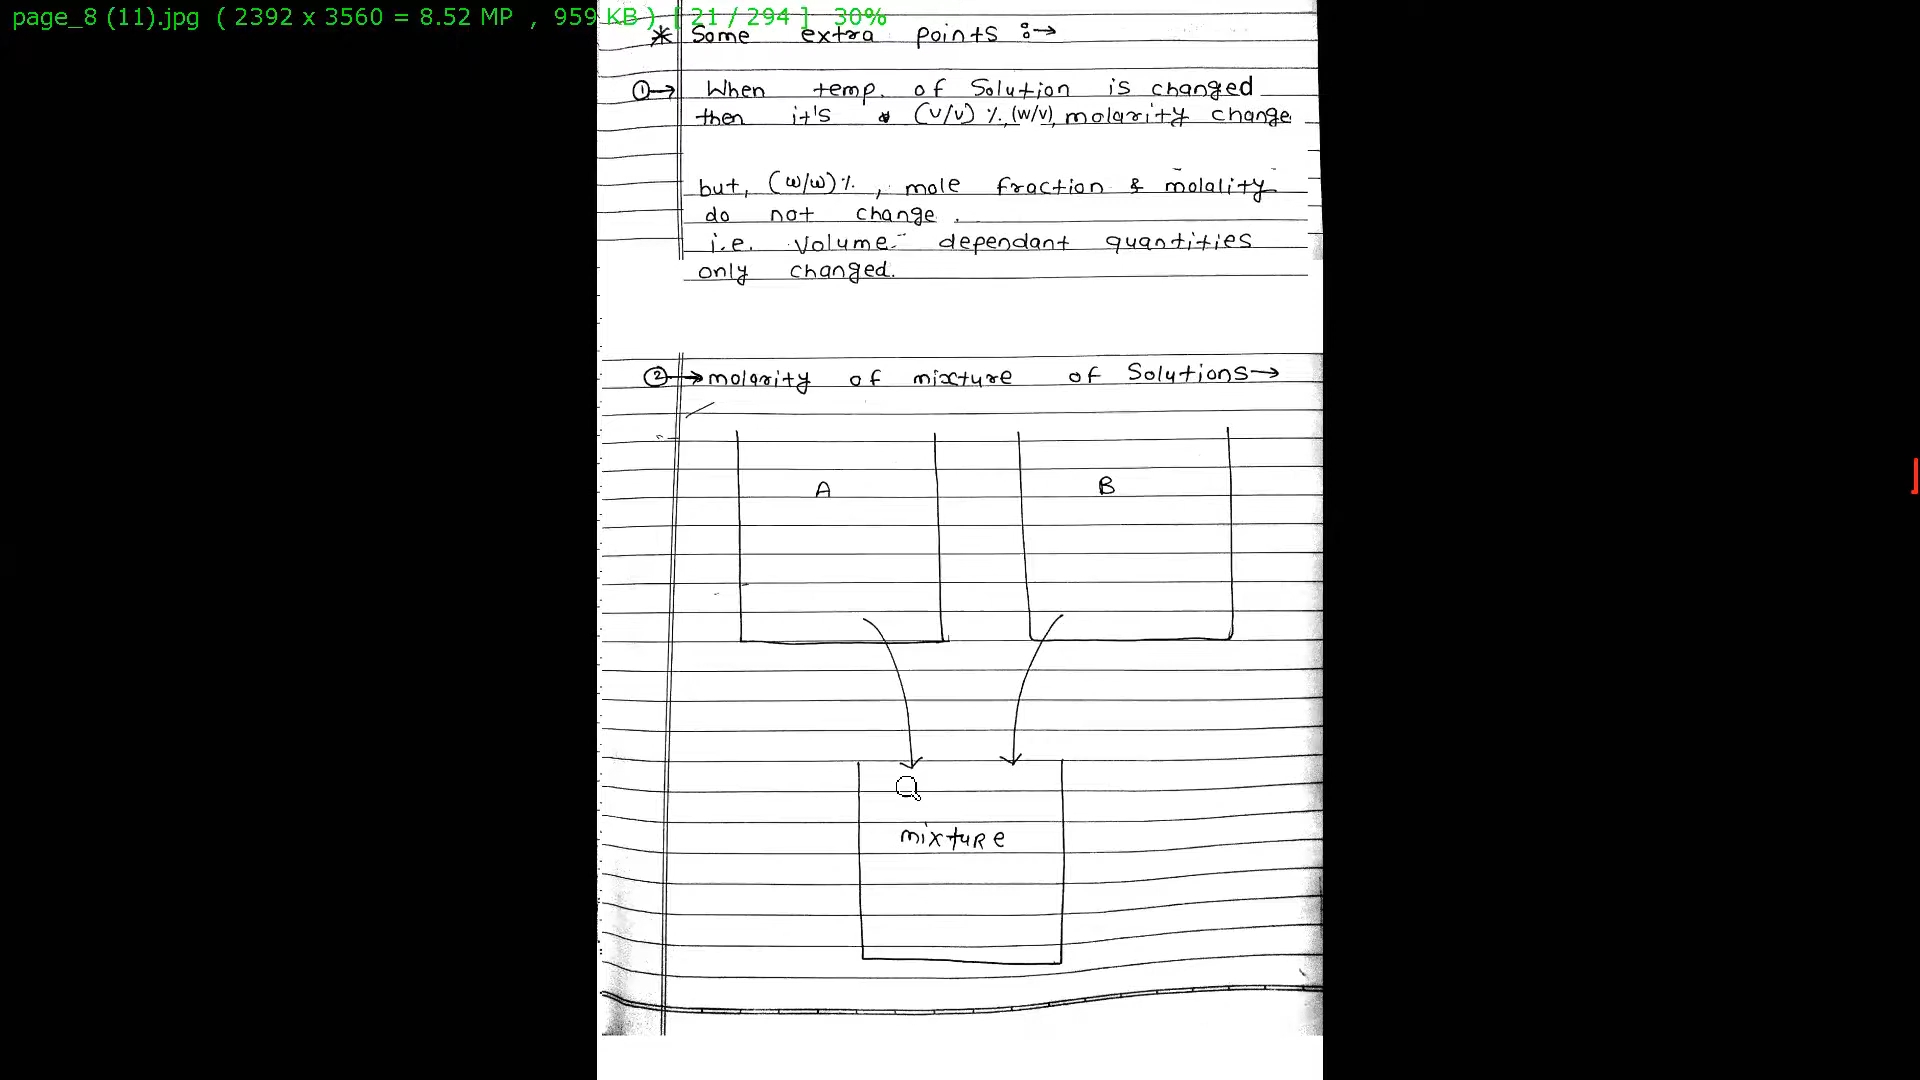 page_8 (11).jpg ( 2392 x 3560 = 8.52 MP , 959 KB ) [ 21 / 294 ] 30%
* Some extra points :→
①→ When temp. of Solution is changed
then it's (v/v) %, (w/v), molarity change
but, (w/w) %, mole fraction & molality
do not change.
i.e. volume dependant quantities
only changed.
②→ molarity of mixture of Solutions→
A B
mixture